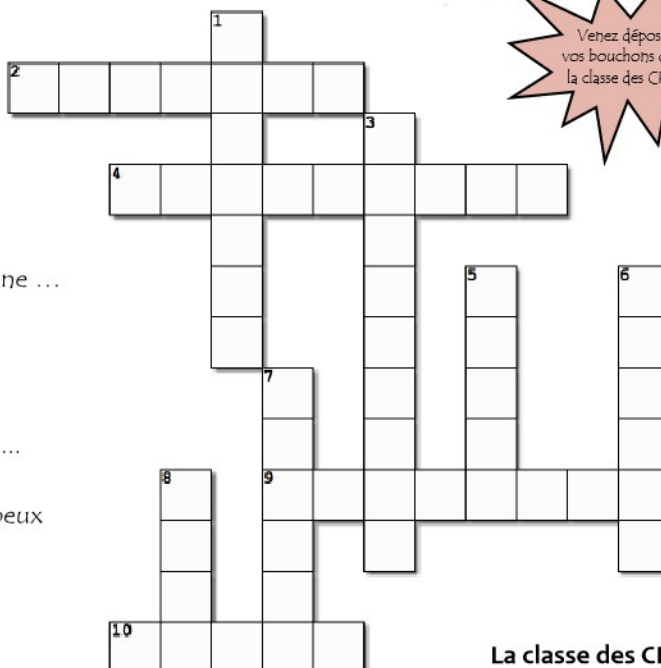 1
Venez dépos
vos bouchons
la classe des
2
3
4
ne ...
5
6
7
...
8
9
peux
10
La classe des